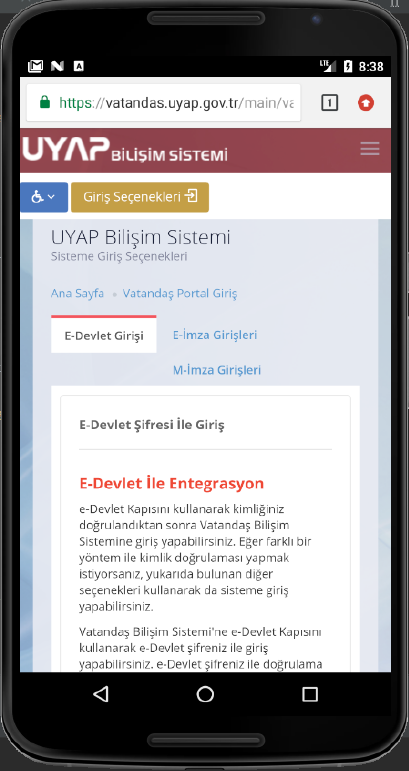 LTE 8:38
https://vatandas.uyap.gov.tr/main/va
1
UYAP BİLİŞİM SİSTEMİ
Giriş Seçenekleri
UYAP Bilişim Sistemi
Sisteme Giriş Seçenekleri
Ana Sayfa • Vatandaş Portal Giriş
E-Devlet Girişi
E-İmza Girişleri
M-İmza Girişleri
E-Devlet Şifresi İle Giriş
E-Devlet İle Entegrasyon
e-Devlet Kapısını kullanarak kimliğiniz
doğrulandıktan sonra Vatandaş Bilişim
Sistemine giriş yapabilirsiniz. Eğer farklı bir
yöntem ile kimlik doğrulaması yapmak
istiyorsanız, yukarıda bulunan diğer
seçenekleri kullanarak da sisteme giriş
yapabilirsiniz.
Vatandaş Bilişim Sistemi'ne e-Devlet Kapısını
kullanarak e-Devlet şifreniz ile giriş
yapabilirsiniz. e-Devlet şifreniz ile doğrulama